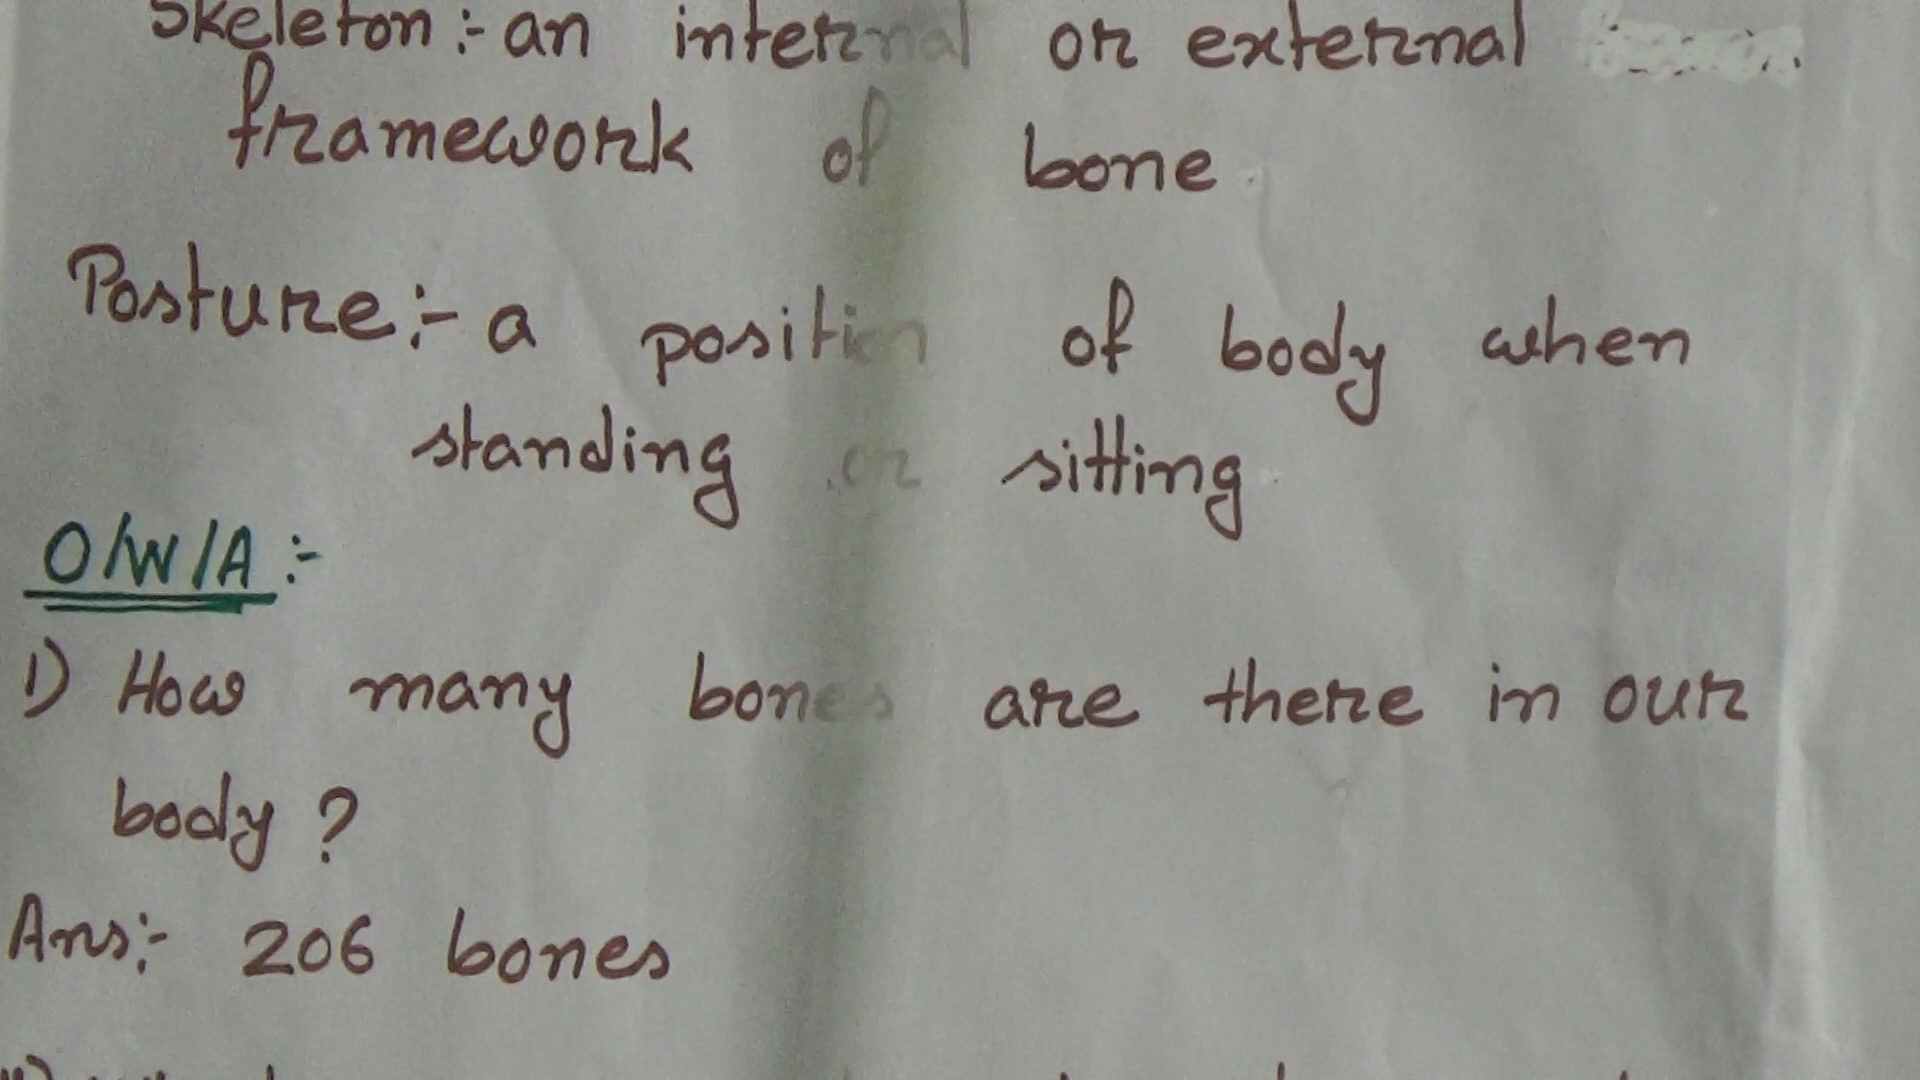 Skeleton:- an internal or external
framework of bone
Posture:- a position of body when
standing or sitting
O/W/A:-
1) How many bones are there in our
body?
Ans:- 206 bones